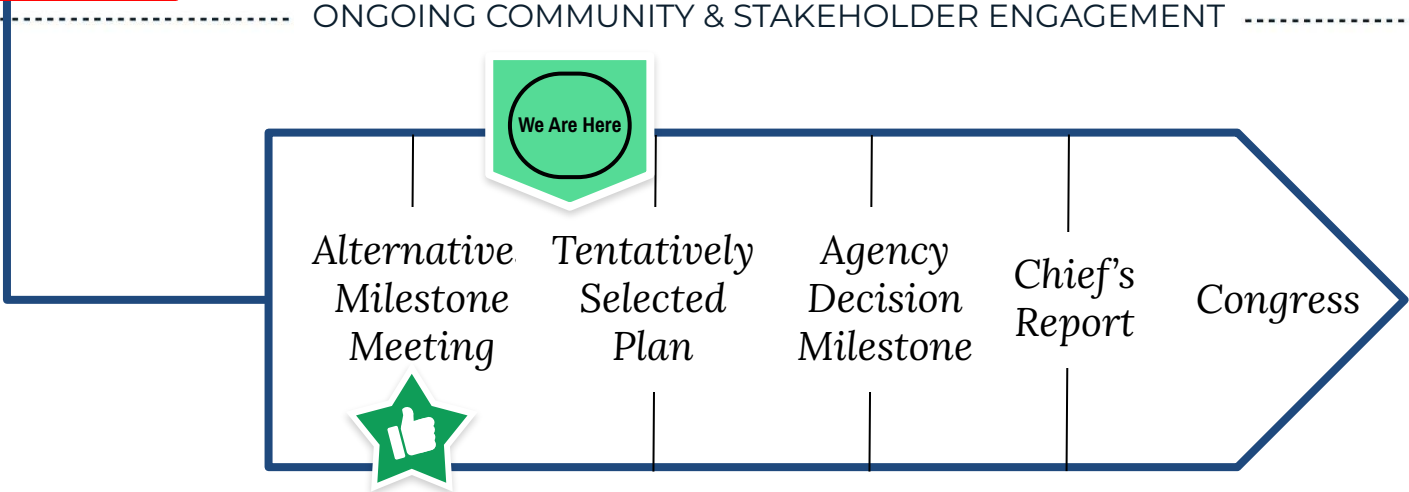 ONGOING COMMUNITY & STAKEHOLDER ENGAGEMENT
We Are Here
Alternative
Milestone
Meeting
Tentatively
Selected
Plan
Agency
Decision
Milestone
Chief’s
Report
Congress